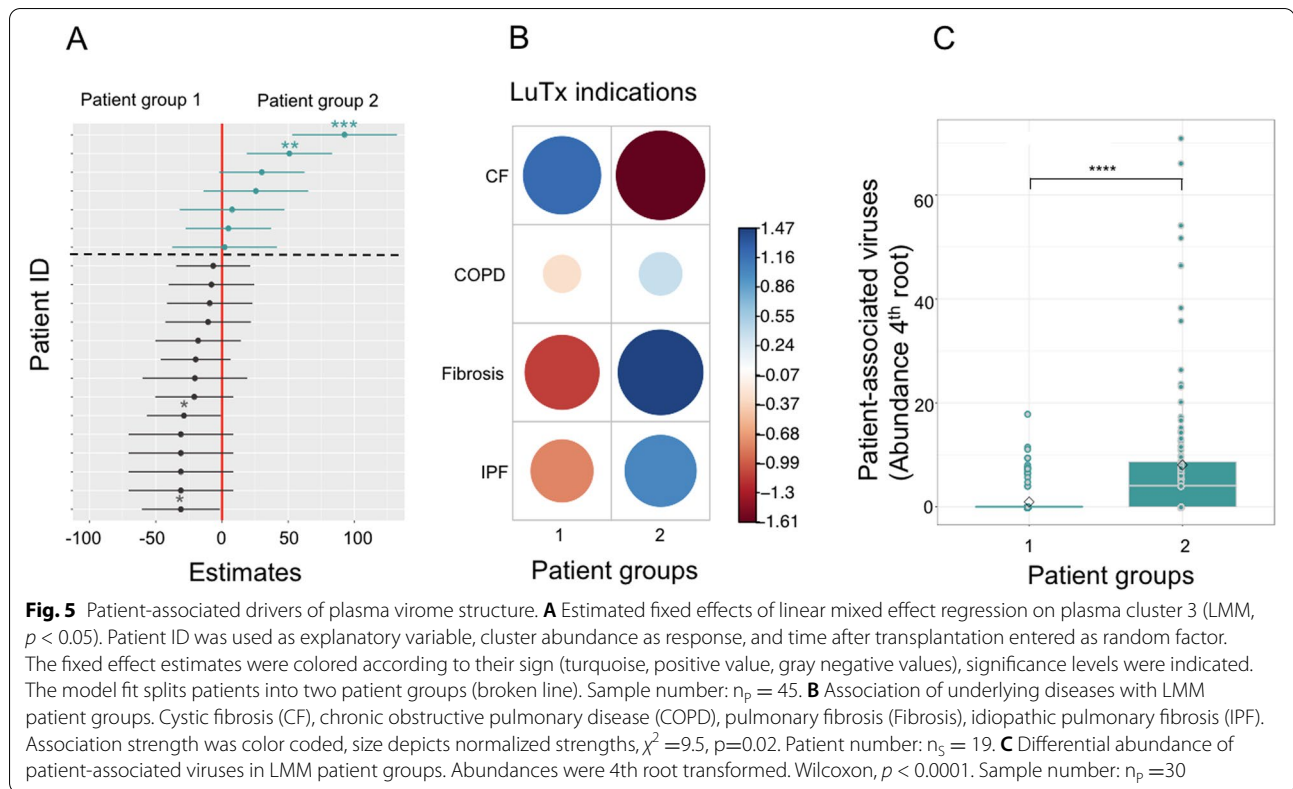 A
Patient group 1 Patient group 2
***
**
*
*
Patient ID
-100 -50 0 50 100
Estimates
B
LuTx indications
CF
COPD
Fibrosis
IPF
1 2
Patient groups
1.47
1.16
0.86
0.55
0.24
-0.07
-0.37
-0.68
-0.99
-1.3
-1.61
C
Patient-associated viruses
(Abundance 4th root)
60
40
20
0
****
1 2
Patient groups
Fig. 5 Patient-associated drivers of plasma virome structure. A Estimated fixed effects of linear mixed effect regression on plasma cluster 3 (LMM,
p < 0.05). Patient ID was used as explanatory variable, cluster abundance as response, and time after transplantation entered as random factor.
The fixed effect estimates were colored according to their sign (turquoise, positive value, gray negative values), significance levels were indicated.
The model fit splits patients into two patient groups (broken line). Sample number: nP = 45. B Association of underlying diseases with LMM
patient groups. Cystic fibrosis (CF), chronic obstructive pulmonary disease (COPD), pulmonary fibrosis (Fibrosis), idiopathic pulmonary fibrosis (IPF).
Association strength was color coded, size depicts normalized strengths, χ² =9.5, p=0.02. Patient number: nS = 19. C Differential abundance of
patient-associated viruses in LMM patient groups. Abundances were 4th root transformed. Wilcoxon, p < 0.0001. Sample number: nP =30